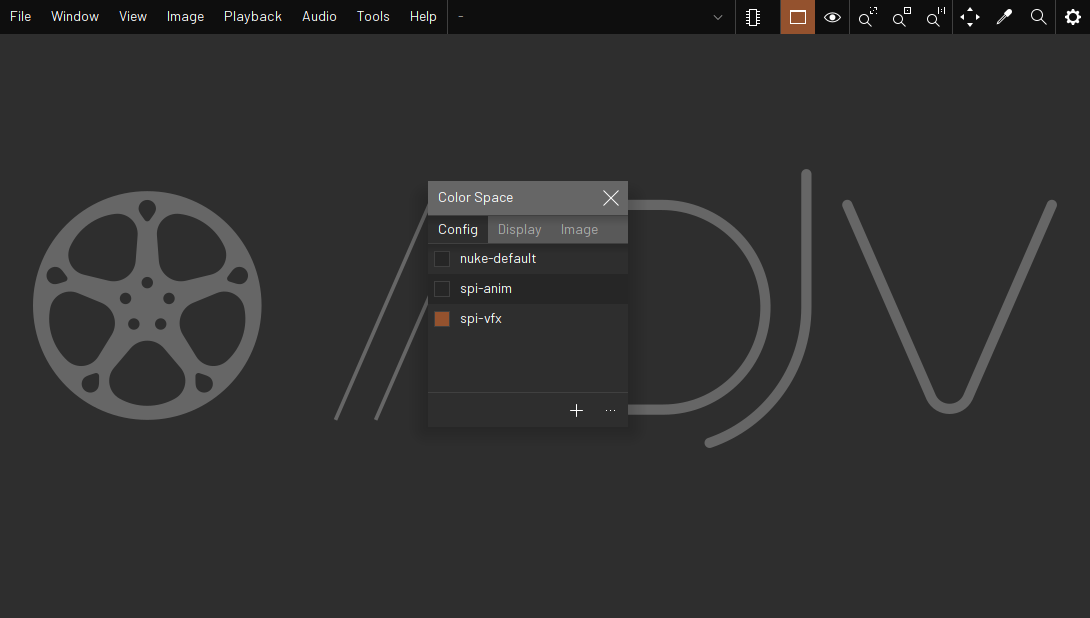 File Window View Image Playback Audio Tools Help -
DJV
Color Space
Config Display Image
nuke-default
spi-anim
spi-vfx
...